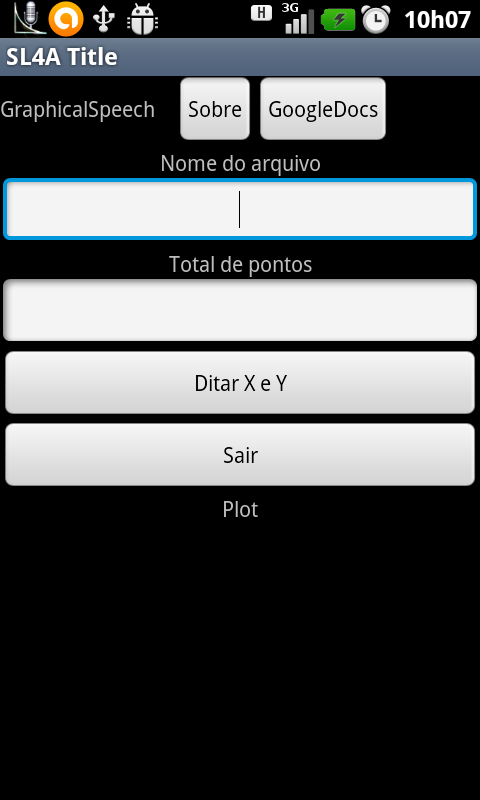 H 3G 10h07
SL4A Title
GraphicalSpeech Sobre GoogleDocs
Nome do arquivo
Total de pontos
Ditar X e Y
Sair
Plot